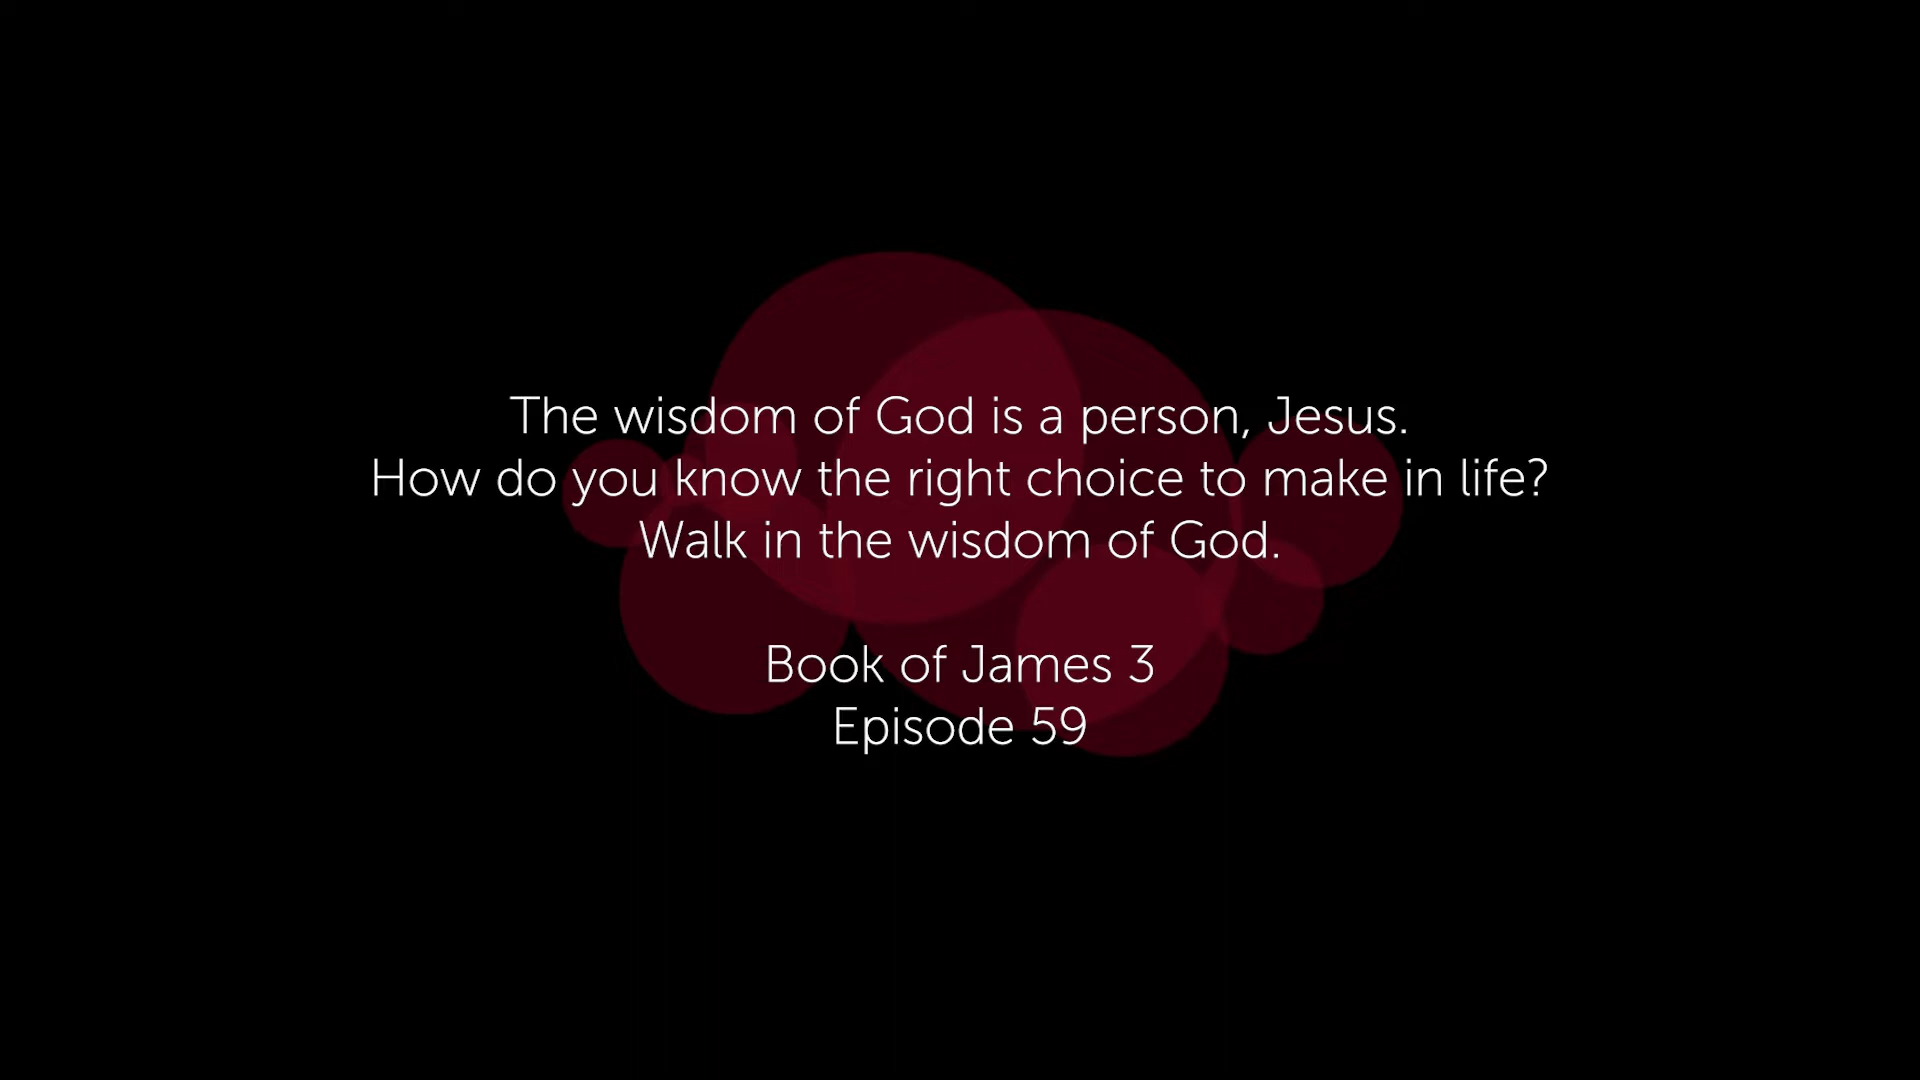 The wisdom of God is a person, Jesus.
How do you know the right choice to make in life?
Walk in the wisdom of God.
Book of James 3
Episode 59